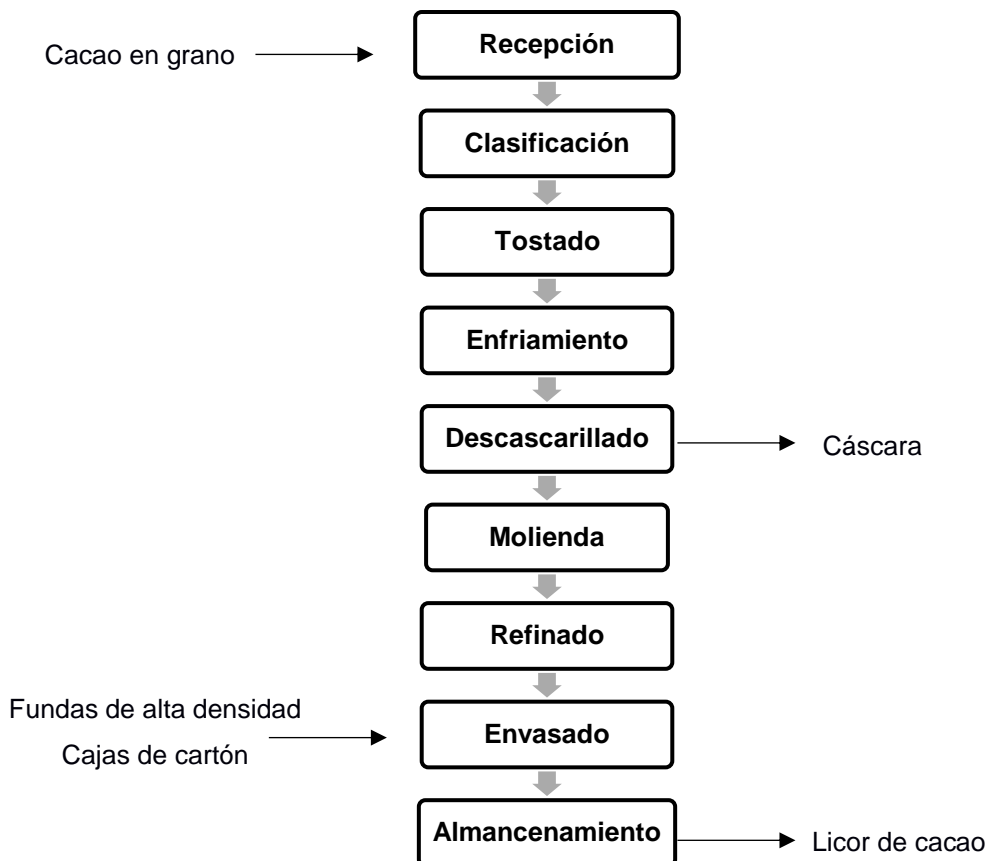 Cacao en grano
Recepción
Clasificación
Tostado
Enfriamiento
Descascarillado
Cáscara
Molienda
Refinado
Fundas de alta densidad
Cajas de cartón
Envasado
Almancenamiento
Licor de cacao